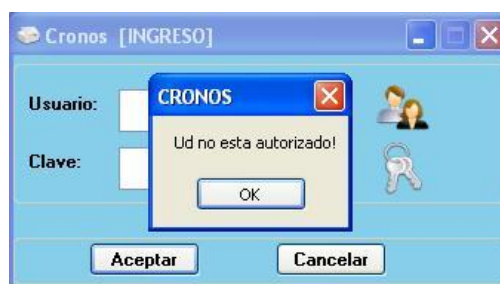 Cronos [INGRESO]
Usuario:
CRONOS
Ud no esta autorizado!
Clave:
OK
Aceptar
Cancelar